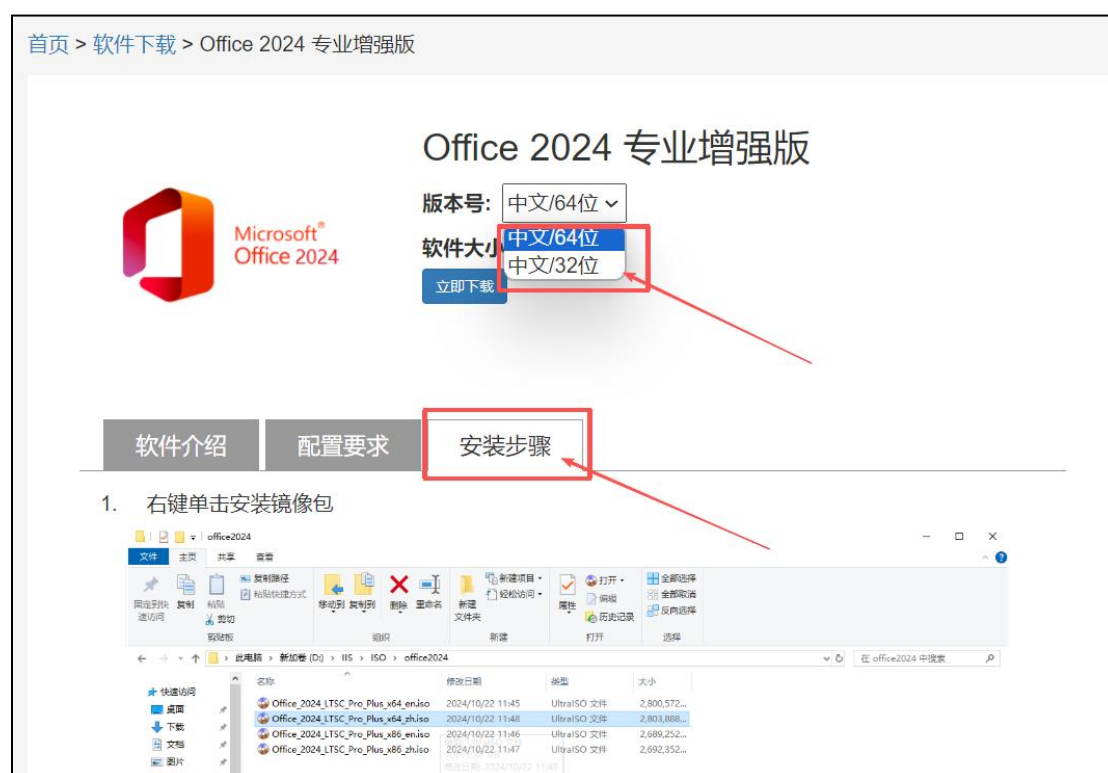 首页 > 软件下载 > Office 2024 专业增强版
Office 2024 专业增强版
版本号: 中文/64位
Microsoft®
Office 2024
软件大小
中文/64位
中文/32位
立即下载
软件介绍 配置要求 安装步骤
1. 右键单击安装镜像包
office2024
文件 主页 共享 查看
固定到快速访问 复制 粘贴 复制路径 粘贴快捷方式 剪切
移动到 复制到 删除 重命名
新建文件夹 新建项目 轻松访问
属性 打开 编辑 历史记录
全部选择 全部取消 反向选择
剪贴板 组织 新建 打开 选择
此电脑 > 新加卷 (D:) > IIS > ISO > office2024 在 office2024 中搜索
名称 修改日期 类型 大小
快速访问
桌面
下载
文档
图片
Office_2024_LTSC_Pro_Plus_x64_en.iso 2024/10/22 11:45 UltraISO 文件 2,800,572...
Office_2024_LTSC_Pro_Plus_x64_zh.iso 2024/10/22 11:48 UltraISO 文件 2,803,888...
Office_2024_LTSC_Pro_Plus_x86_en.iso 2024/10/22 11:46 UltraISO 文件 2,689,252...
Office_2024_LTSC_Pro_Plus_x86_zh.iso 2024/10/22 11:47 UltraISO 文件 2,692,352...
修改日期: 2024/10/22 11:48